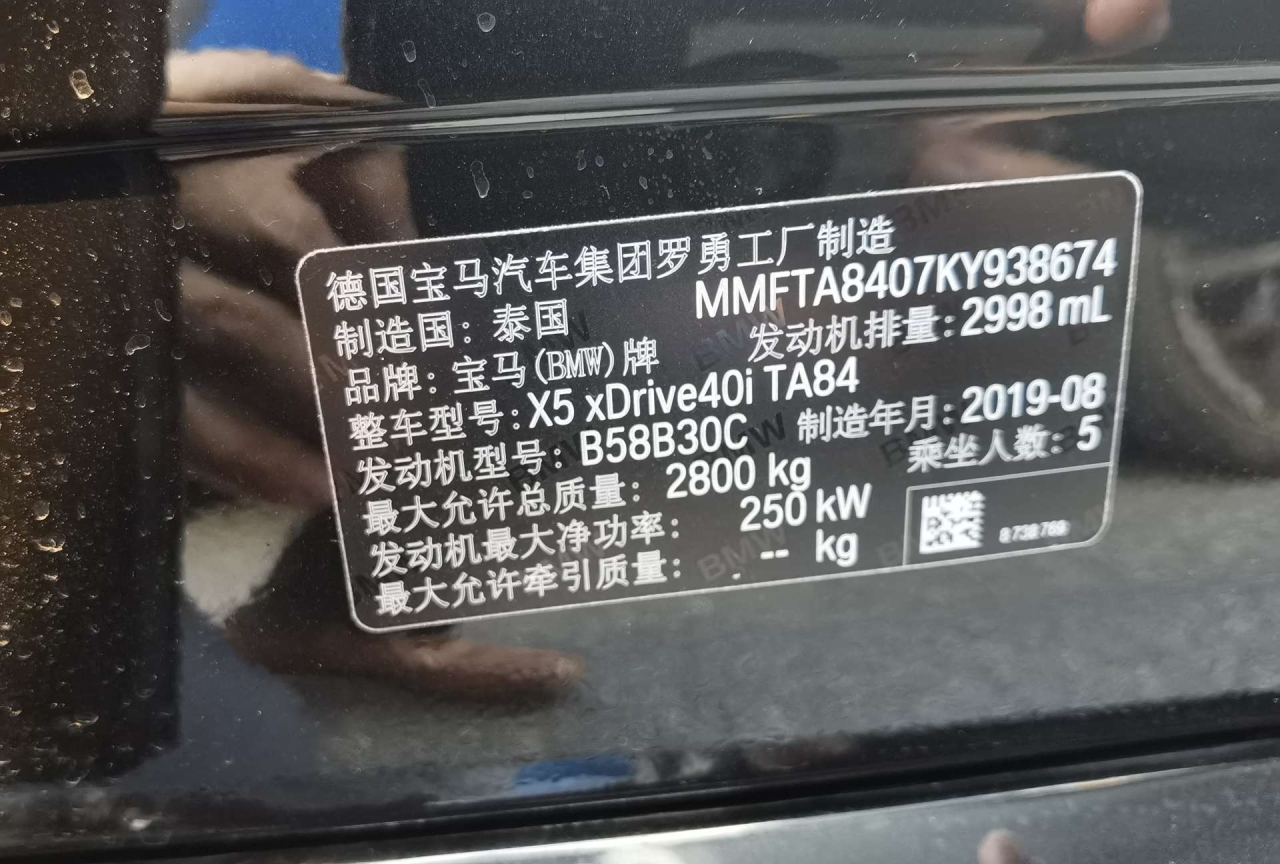 德国宝马汽车集团罗勇工厂制造
制造国：泰国 MMFTA8407KY938674
品牌：宝马(BMW)牌 发动机排量：2998 mL
整车型号：X5 xDrive40i TA84
发动机型号：B58B30C 制造年月：2019-08
最大允许总质量：2800 kg 乘坐人数：5
发动机最大净功率：250 kW
最大允许牵引质量：-- kg
8 738 769